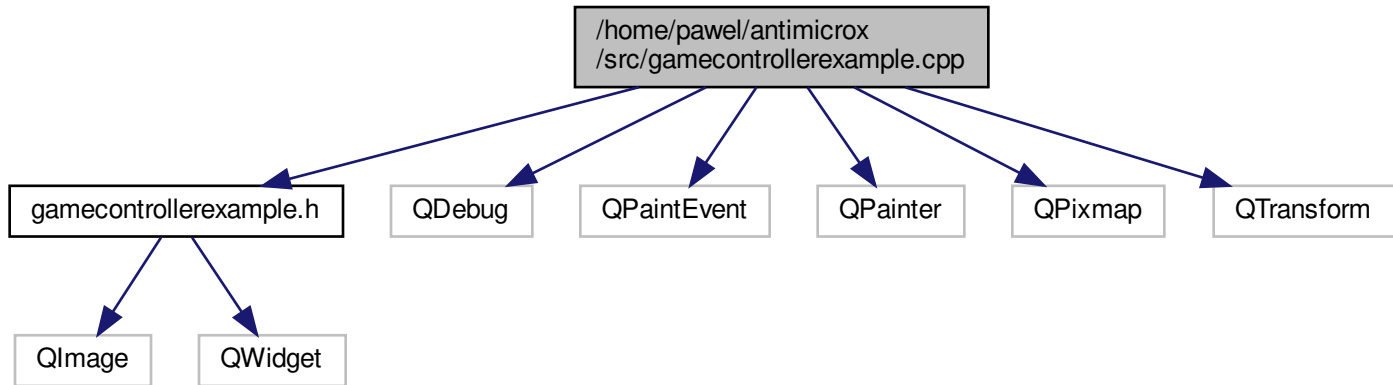 /home/pawel/antimicrox
/src/gamecontrollerexample.cpp
gamecontrollerexample.h
QDebug
QPaintEvent
QPainter
QPixmap
QTransform
QImage
QWidget